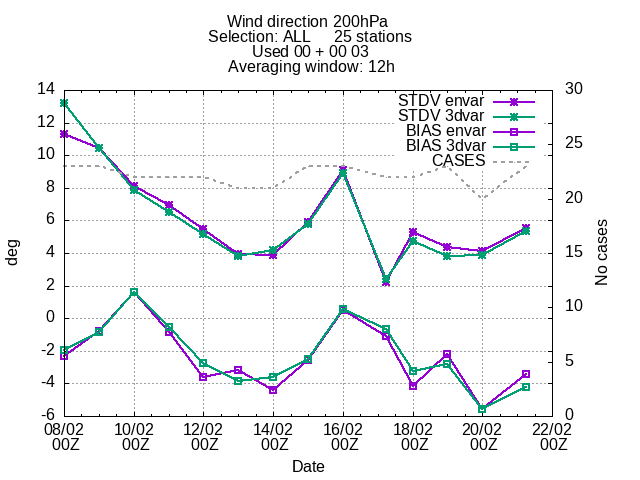 Wind direction 200hPa
Selection: ALL 25 stations
Used 00 + 00 03
Averaging window: 12h
STDV envar
STDV 3dvar
BIAS envar
BIAS 3dvar
CASES
14
12
10
8
6
4
2
0
-2
-4
-6
deg
30
25
20
15
10
5
0
No cases
08/02 10/02 12/02 14/02 16/02 18/02 20/02 22/02
00Z 00Z 00Z 00Z 00Z 00Z 00Z 00Z
Date